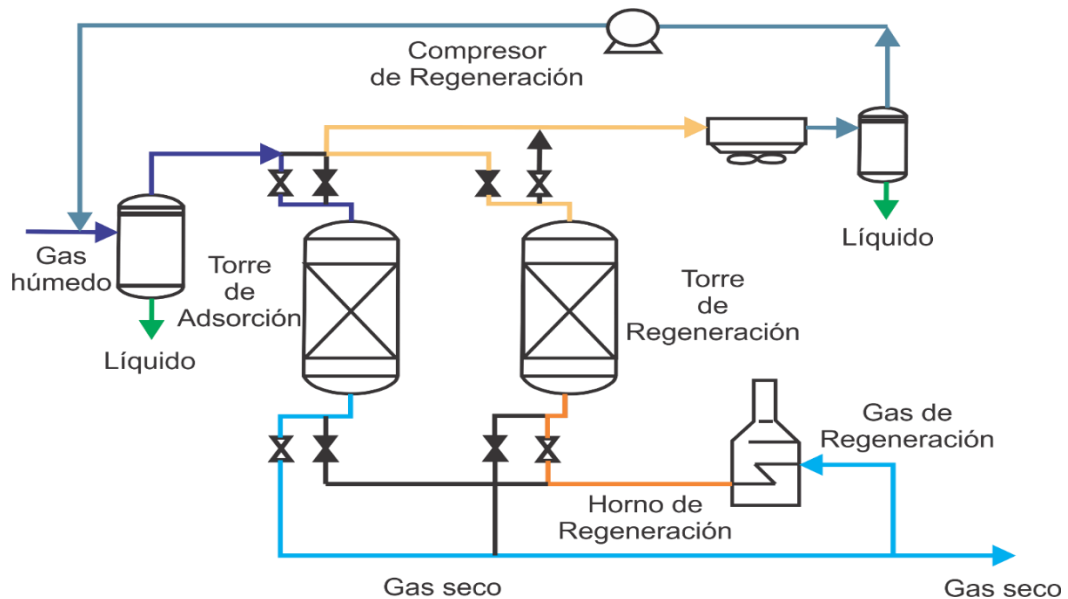 Compresor
de Regeneración
Gas
húmedo
Líquido
Torre
de
Adsorción
Torre
de
Regeneración
Líquido
Gas de
Regeneración
Horno de
Regeneración
Gas seco
Gas seco